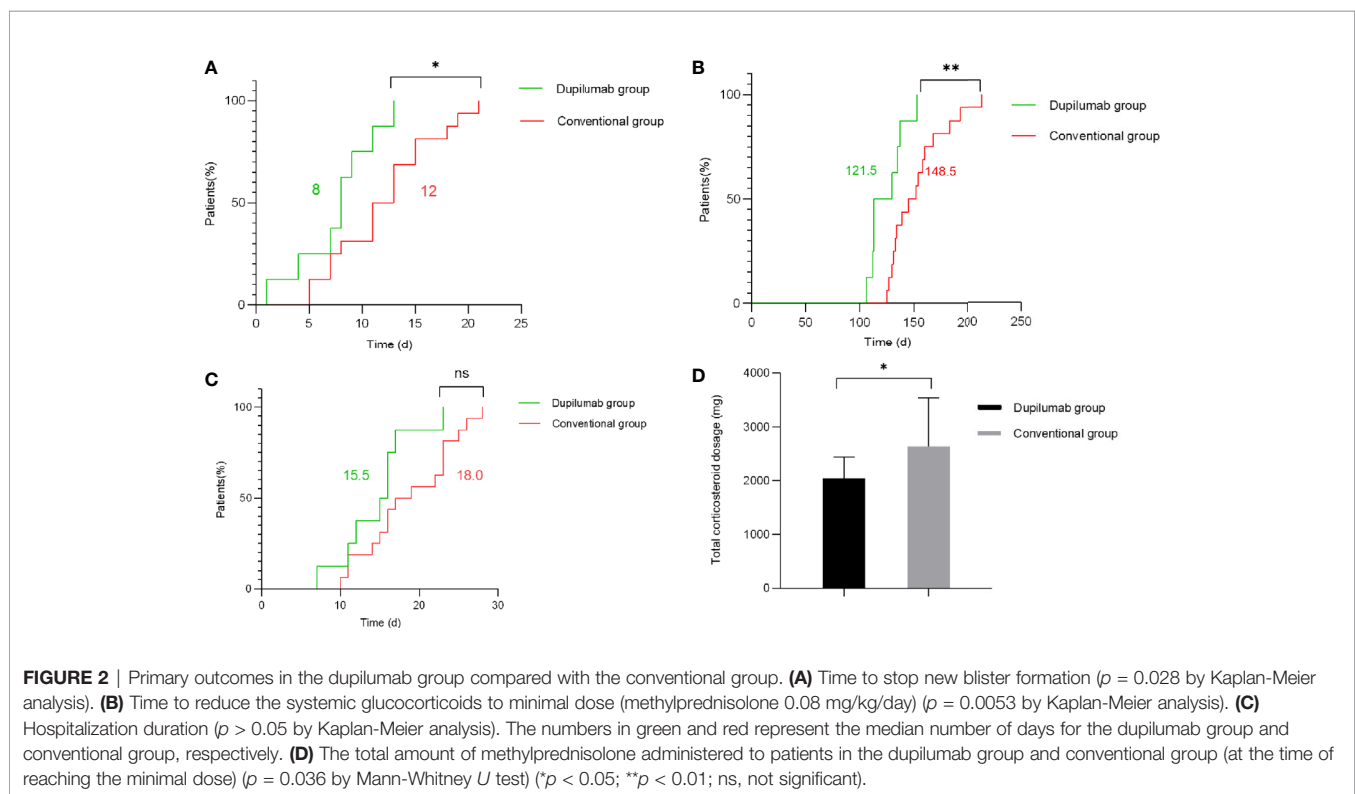 A
*
Dupilumab group
Conventional group
100
50
0
Patients(%)
8
12
0 5 10 15 20 25
Time (d)
B
**
Dupilumab group
Conventional group
100
50
0
Patients(%)
121.5
148.5
0 50 100 150 200 250
Time (d)
C
ns
Dupilumab group
Conventional group
100
50
0
Patients(%)
15.5
18.0
0 10 20 30
Time (d)
D
*
Dupilumab group
Conventional group
4000
3000
2000
1000
0
Total corticosteroid dosage (mg)
FIGURE 2 | Primary outcomes in the dupilumab group compared with the conventional group. (A) Time to stop new blister formation (p = 0.028 by Kaplan-Meier
analysis). (B) Time to reduce the systemic glucocorticoids to minimal dose (methylprednisolone 0.08 mg/kg/day) (p = 0.0053 by Kaplan-Meier analysis). (C)
Hospitalization duration (p > 0.05 by Kaplan-Meier analysis). The numbers in green and red represent the median number of days for the dupilumab group and
conventional group, respectively. (D) The total amount of methylprednisolone administered to patients in the dupilumab group and conventional group (at the time of
reaching the minimal dose) (p = 0.036 by Mann-Whitney U test) (*p < 0.05; **p < 0.01; ns, not significant).